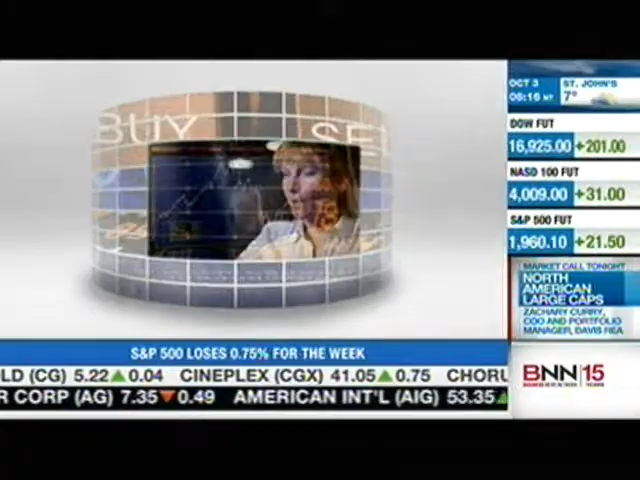 BUY
SE
OCT 3
05:16 NT
ST. JOHN'S
7°
DOW FUT
16,925.00 +201.00
NASD 100 FUT
4,009.00 +31.00
S&P 500 FUT
1,960.10 +21.50
MARKET CALL TONIGHT
NORTH
AMERICAN
LARGE CAPS
ZACHARY CURRY,
COO AND PORTFOLIO
MANAGER, DAVIS REA
S&P 500 LOSES 0.75% FOR THE WEEK
LD (CG) 5.22▲0.04 CINEPLEX (CGX) 41.05▲0.75 CHORU
R CORP (AG) 7.35▼0.49 AMERICAN INT'L (AIG) 53.35▲
BNN 15